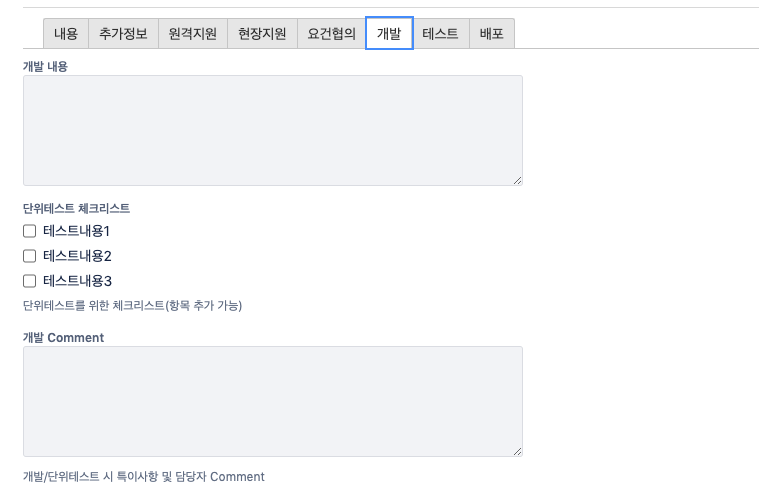 내용 추가정보 원격지원 현장지원 요건협의 개발 테스트 배포
개발 내용
단위테스트 체크리스트
테스트내용1
테스트내용2
테스트내용3
단위테스트를 위한 체크리스트(항목 추가 가능)
개발 Comment
개발/단위테스트 시 특이사항 및 담당자 Comment